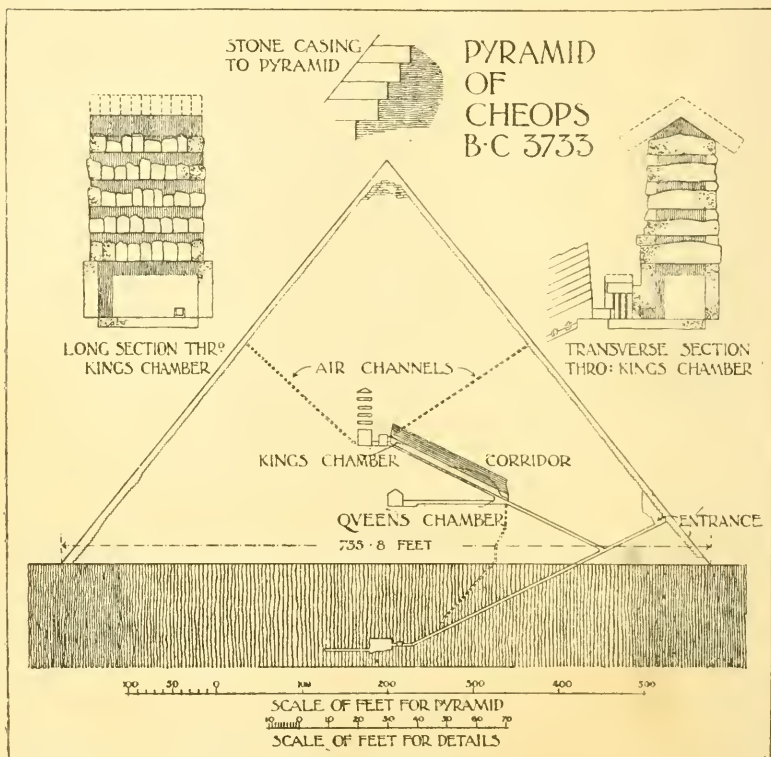 STONE CASING
TO PYRAMID
PYRAMID
OF
CHEOPS
B·C 3733
LONG SECTION THRO
KINGS CHAMBER
TRANSVERSE SECTION
THRO: KINGS CHAMBER
AIR CHANNELS
KINGS CHAMBER
CORRIDOR
QVEENS CHAMBER
ENTRANCE
755·8 FEET
100 50 0 100 200 300 400 500
SCALE OF FEET FOR PYRAMID
10 0 10 20 30 40 50 60 70
SCALE OF FEET FOR DETAILS